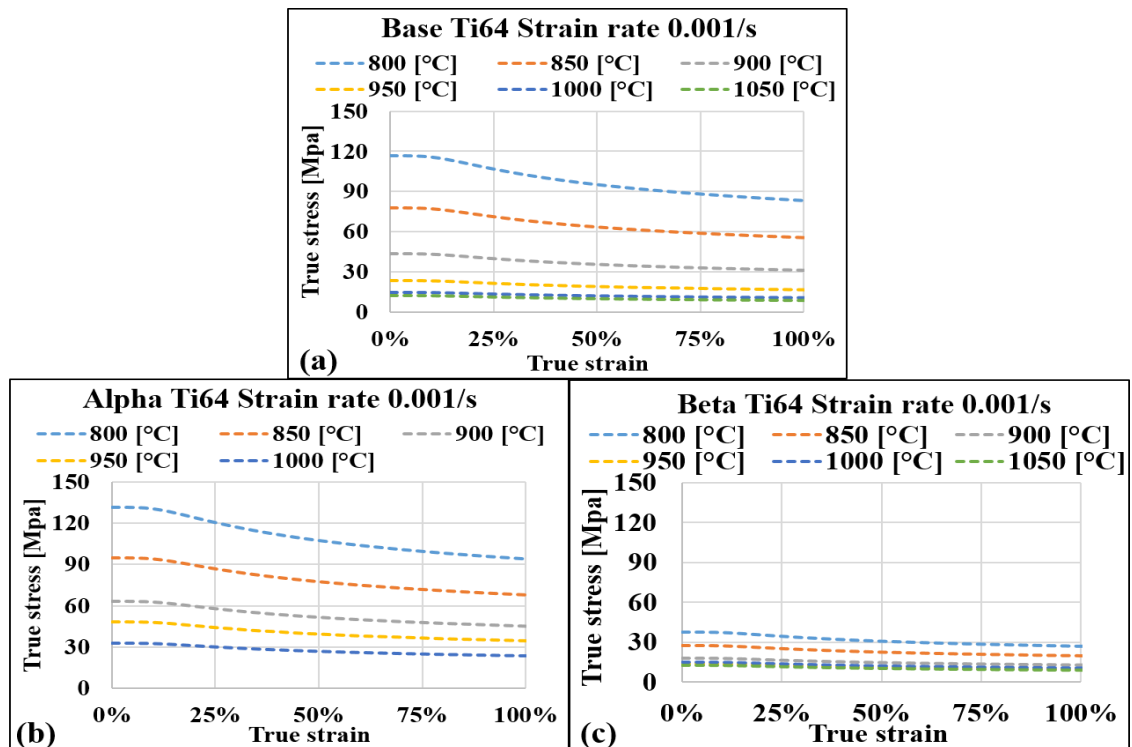 Base Ti64 Strain rate 0.001/s
800 [°C] 850 [°C] 900 [°C]
950 [°C] 1000 [°C] 1050 [°C]
True stress [Mpa]
150
120
90
60
30
0
0% 25% 50% 75% 100%
True strain
(a)
Alpha Ti64 Strain rate 0.001/s
800 [°C] 850 [°C] 900 [°C]
950 [°C] 1000 [°C]
True stress [Mpa]
150
120
90
60
30
0
0% 25% 50% 75% 100%
True strain
(b)
Beta Ti64 Strain rate 0.001/s
800 [°C] 850 [°C] 900 [°C]
950 [°C] 1000 [°C] 1050 [°C]
True stress [Mpa]
150
120
90
60
30
0
0% 25% 50% 75% 100%
True strain
(c)